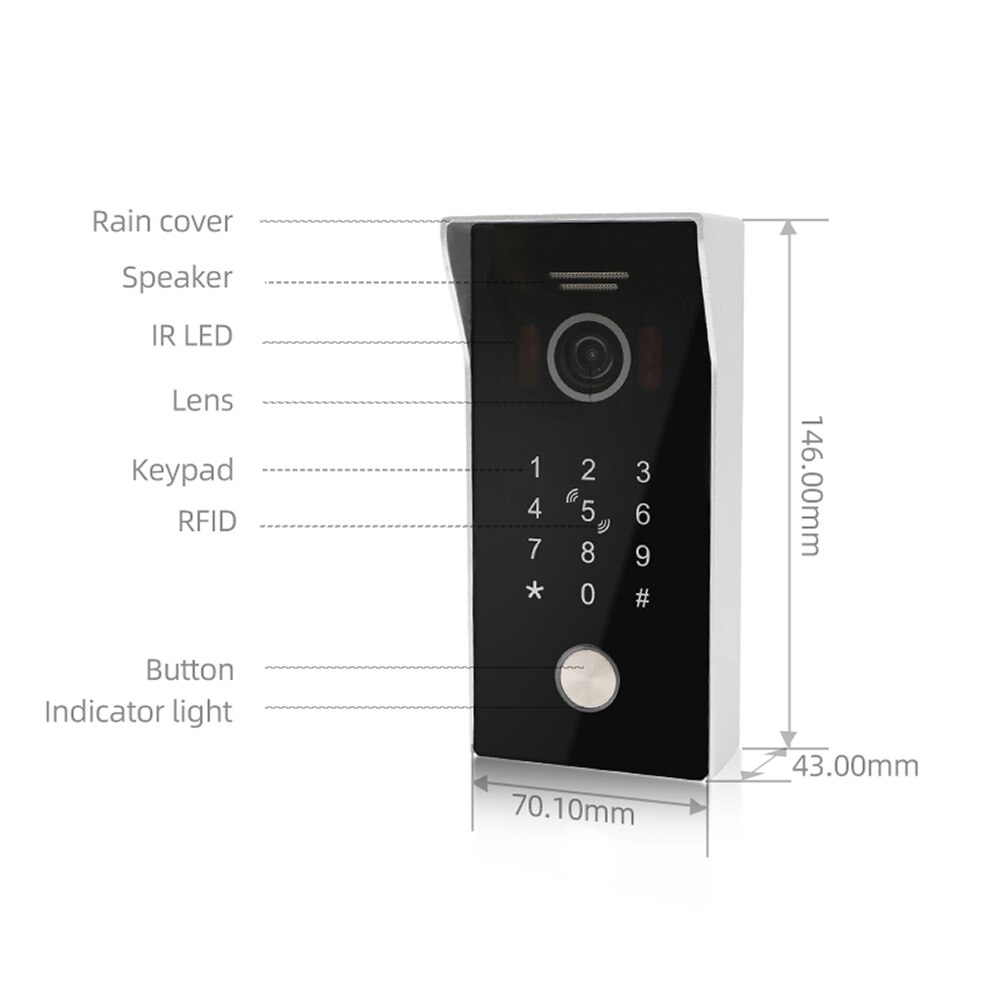 Rain cover
Speaker
IR LED
Lens
Keypad
RFID
Button
Indicator light
1 2 3
4 5 6
7 8 9
* 0 #
146.00mm
43.00mm
70.10mm